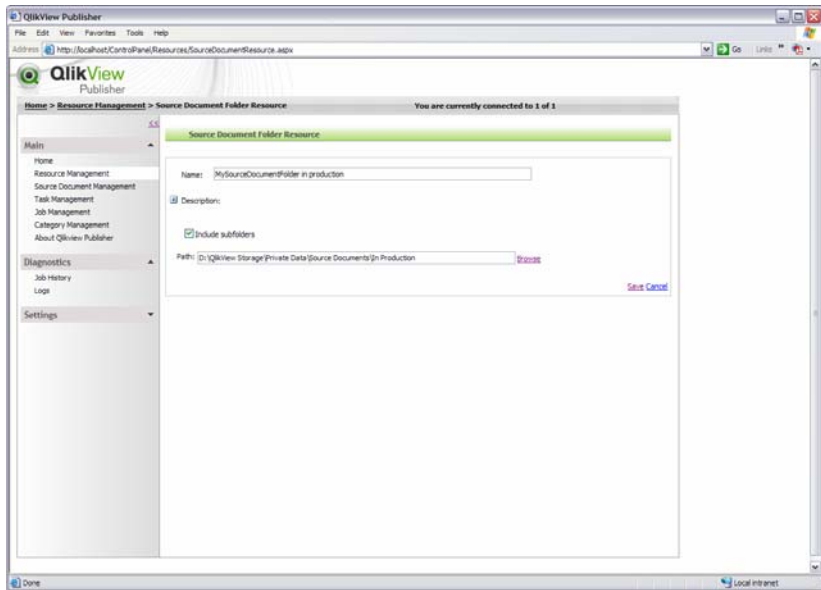 QlikView Publisher
File Edit View Favorites Tools Help
Address http://localhost/ControlPanel/Resources/SourceDocumentResource.aspx Go Links "
QlikView
Publisher
Home > Resource Management > Source Document Folder Resource You are currently connected to 1 of 1
<<
Source Document Folder Resource
Main
Home
Resource Management
Source Document Management
Task Management
Job Management
Category Management
About Qlikview Publisher
Name: MySourceDocumentFolder in production
Description:
Include subfolders
Path: D:\QlikView Storage\Private Data\Source Documents\In Production Browse
Save Cancel
Diagnostics
Job History
Logs
Settings
Done Local intranet